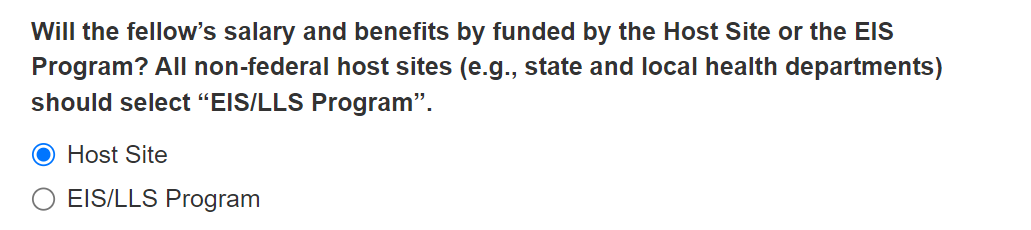 Will the fellow’s salary and benefits by funded by the Host Site or the EIS
Program? All non-federal host sites (e.g., state and local health departments)
should select “EIS/LLS Program”.
Host Site
EIS/LLS Program